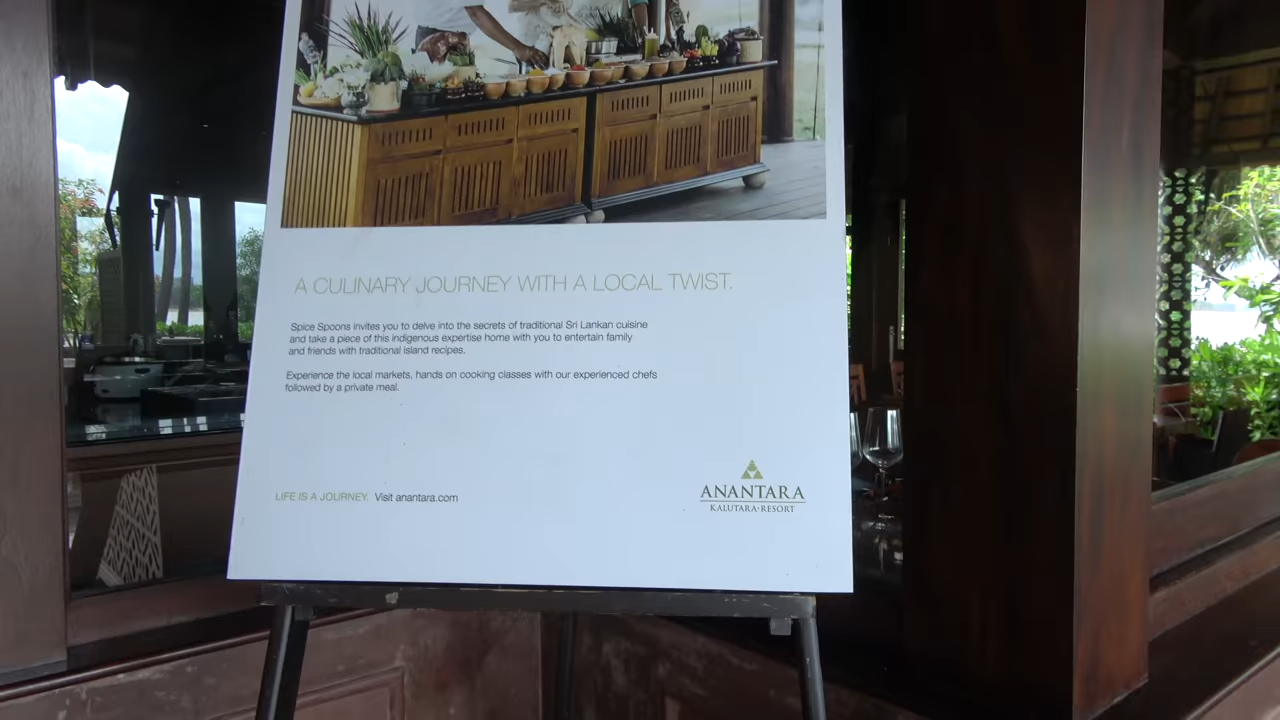 A CULINARY JOURNEY WITH A LOCAL TWIST.
Spice Spoons invites you to delve into the secrets of traditional Sri Lankan cuisine
and take a piece of this indigenous expertise home with you to entertain family
and friends with traditional island recipes.
Experience the local markets, hands on cooking classes with our experienced chefs
followed by a private meal.
LIFE IS A JOURNEY. Visit anantara.com
ANANTARA
KALUTARA·RESORT